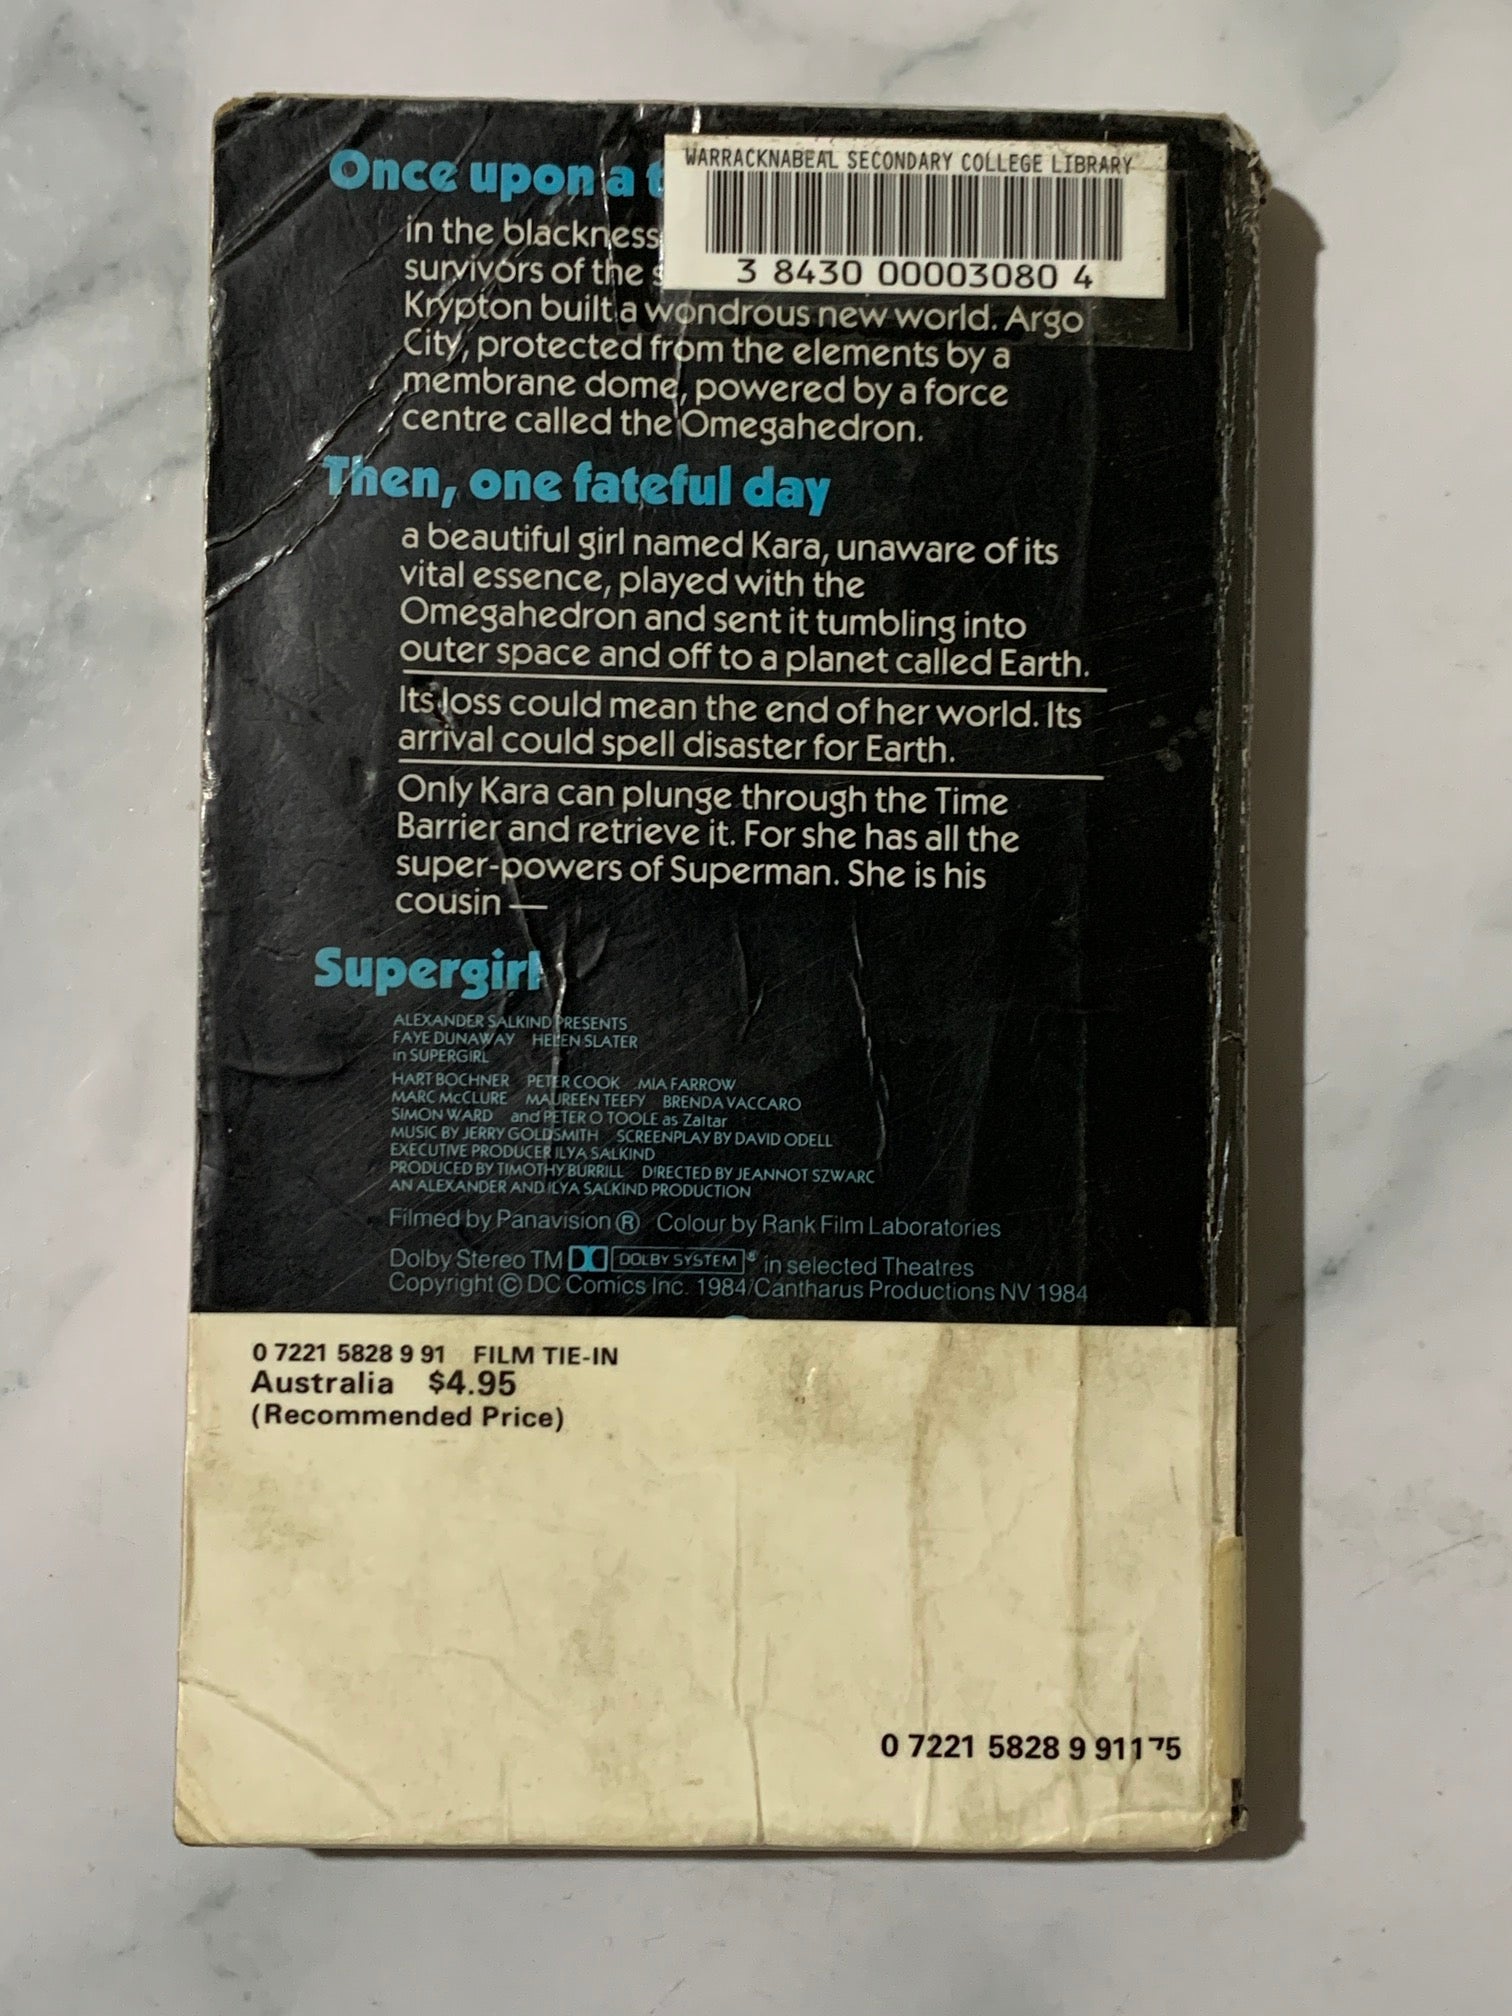 WARRACKNABEAL SECONDARY COLLEGE LIBRARY
3 8430 00003080 4
Once upon a
in the blackness
survivors of the
Krypton built a wondrous new world. Argo
City, protected from the elements by a
membrane dome, powered by a force
centre called the Omegahedron.
Then, one fateful day
a beautiful girl named Kara, unaware of its
vital essence, played with the
Omegahedron and sent it tumbling into
outer space and off to a planet called Earth.
Its loss could mean the end of her world. Its
arrival could spell disaster for Earth.
Only Kara can plunge through the Time
Barrier and retrieve it. For she has all the
super-powers of Superman. She is his
cousin —
Supergirl
ALEXANDER SALKIND PRESENTS
FAYE DUNAWAY HELEN SLATER
in SUPERGIRL
HART BOCHNER PETER COOK MIA FARROW
MARC McCLURE MAUREEN TEEFY BRENDA VACCARO
SIMON WARD and PETER O TOOLE as Zaltar
MUSIC BY JERRY GOLDSMITH SCREENPLAY BY DAVID ODELL
EXECUTIVE PRODUCER ILYA SALKIND
PRODUCED BY TIMOTHY BURRILL DIRECTED BY JEANNOT SZWARC
AN ALEXANDER AND ILYA SALKIND PRODUCTION
Filmed by Panavision ® Colour by Rank Film Laboratories
Dolby Stereo TM DOLBY SYSTEM ® in selected Theatres
Copyright © DC Comics Inc. 1984/Cantharus Productions NV 1984
0 7221 5828 9 91 FILM TIE-IN
Australia $4.95
(Recommended Price)
0 7221 5828 9 91175